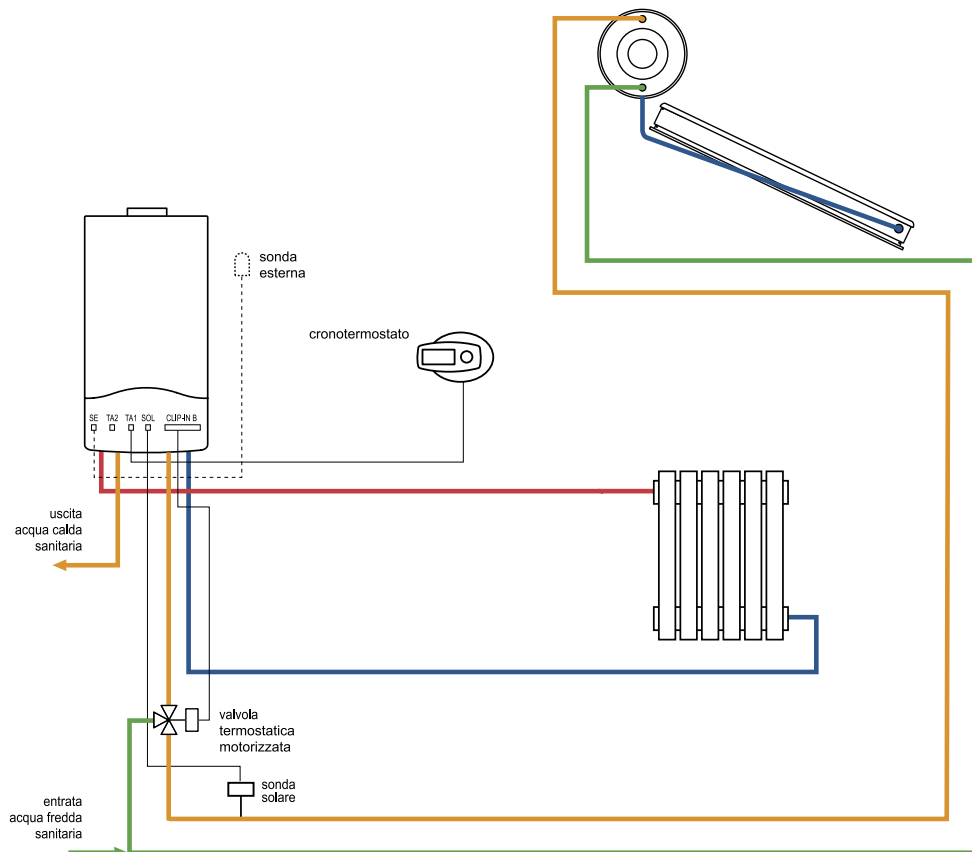 sonda
esterna
cronotermostato
SE TA2 TA1 SOL CLIP-IN B
uscita
acqua calda
sanitaria
valvola
termostatica
motorizzata
sonda
solare
entrata
acqua fredda
sanitaria